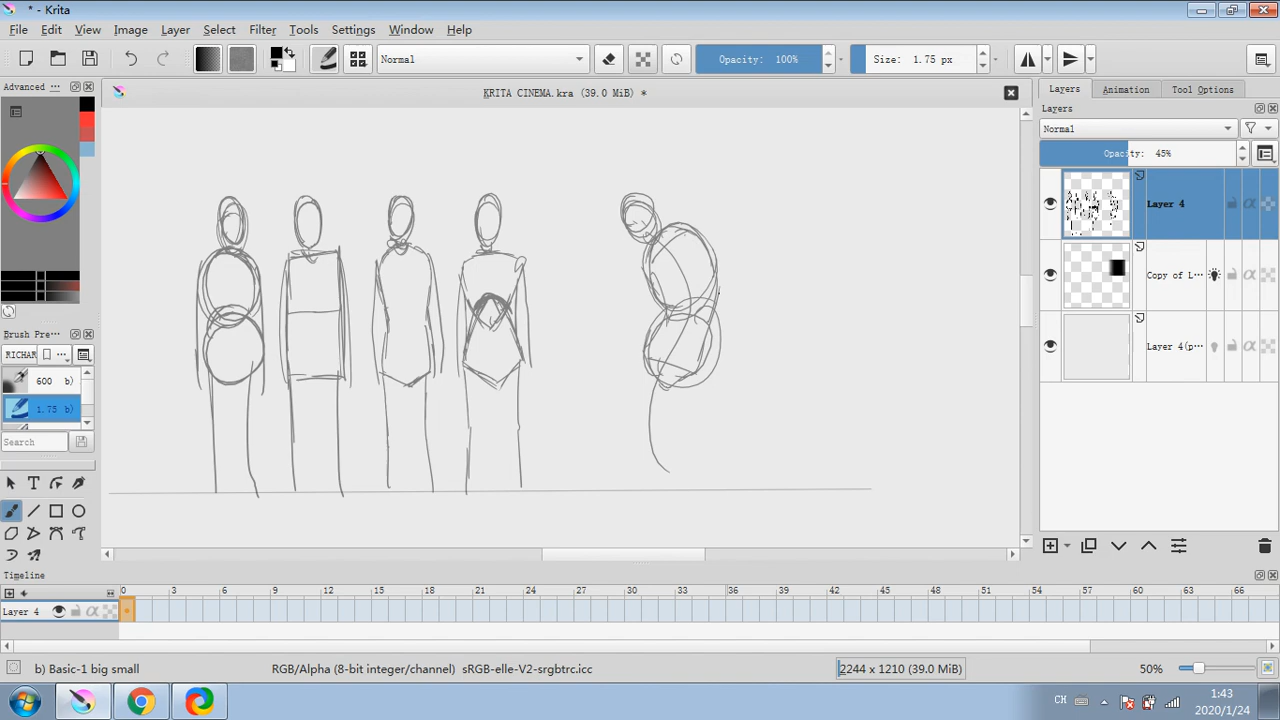 * - Krita
File Edit View Image Layer Select Filter Tools Settings Window Help
Normal
Opacity: 100%
Size: 1.75 px
Advanced ...
KRITA CINEMA.kra (39.0 MiB) *
Layers Animation Tool Options
Layers
Normal
Opacity: 45%
Layer 4
Copy of L...
Layer 4(p...
Brush Pre...
RICHAR ...
600 b)
1.75 b)
Search
Timeline
0 3 6 9 12 15 18 21 24 27 30 33 36 39 42 45 48 51 54 57 60 63 66
Layer 4
b) Basic-1 big small
RGB/Alpha (8-bit integer/channel) sRGB-elle-V2-srgbtrc.icc
2244 x 1210 (39.0 MiB)
50%
CH
1:43
2020/1/24